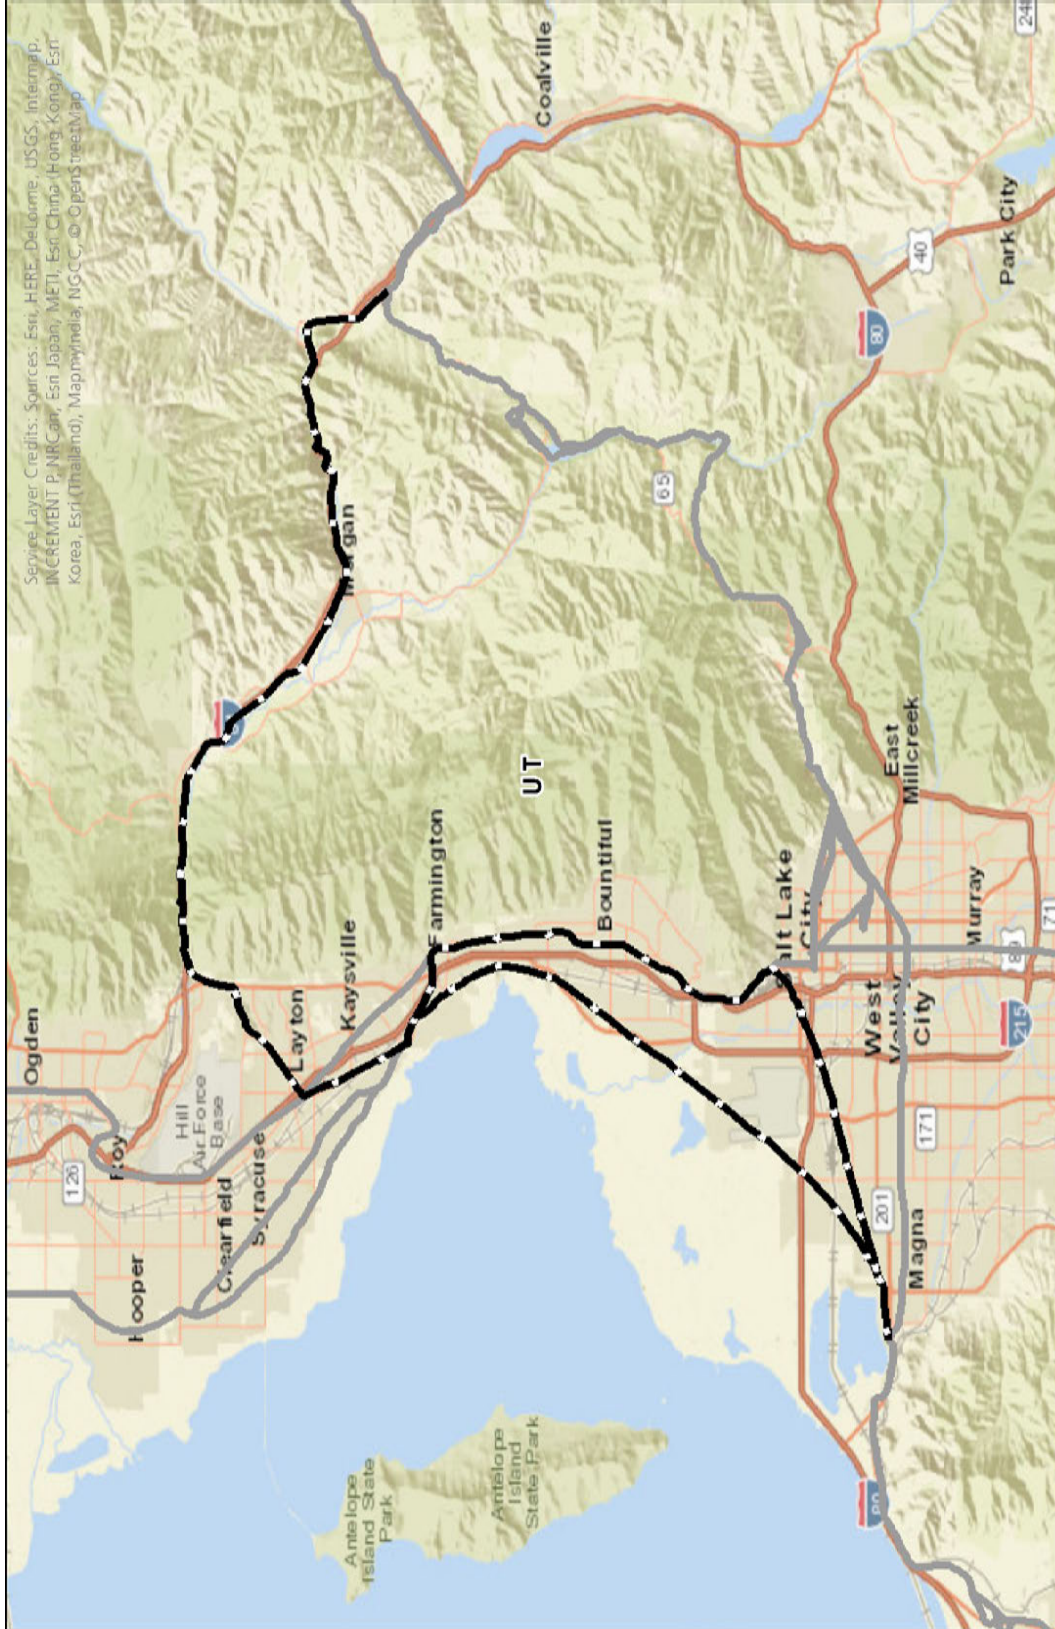 Service Layer Credits: Sources: Esri, HERE, DeLorme, USGS, Intermap,
INCREMENT P, NRCan, Esri Japan, METI, Esri China (Hong Kong), Esri
Korea, Esri (Thailand), MapmyIndia, NGCC, © OpenStreetMap
Ogden
126
Roy
Hooper
Hill
Air Force
Base
Clearfield
Syracuse
Layton
Kaysville
Farmington
Morgan
Coalville
UT
Bountiful
65
Antelope
Island State
Park
Antelope
Island
State Park
Salt Lake
City
East
Millcreek
80
40
Park City
West
Valley
City
Murray
171
201
Magna
215
80
71